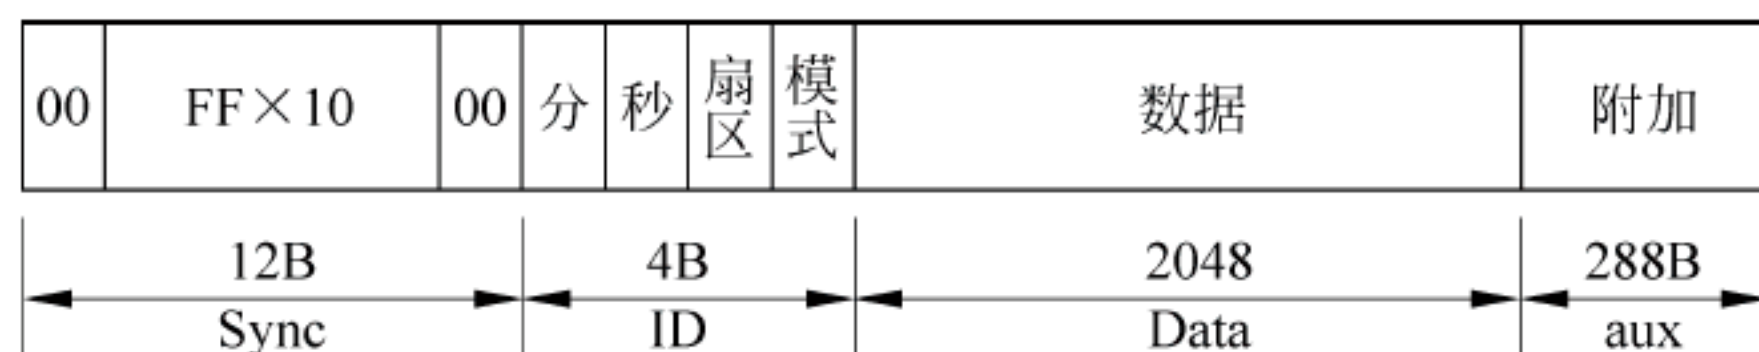 00 FF×10 00 分 秒 扇区 模式 数据 附加
12B 4B 2048 288B
Sync ID Data aux